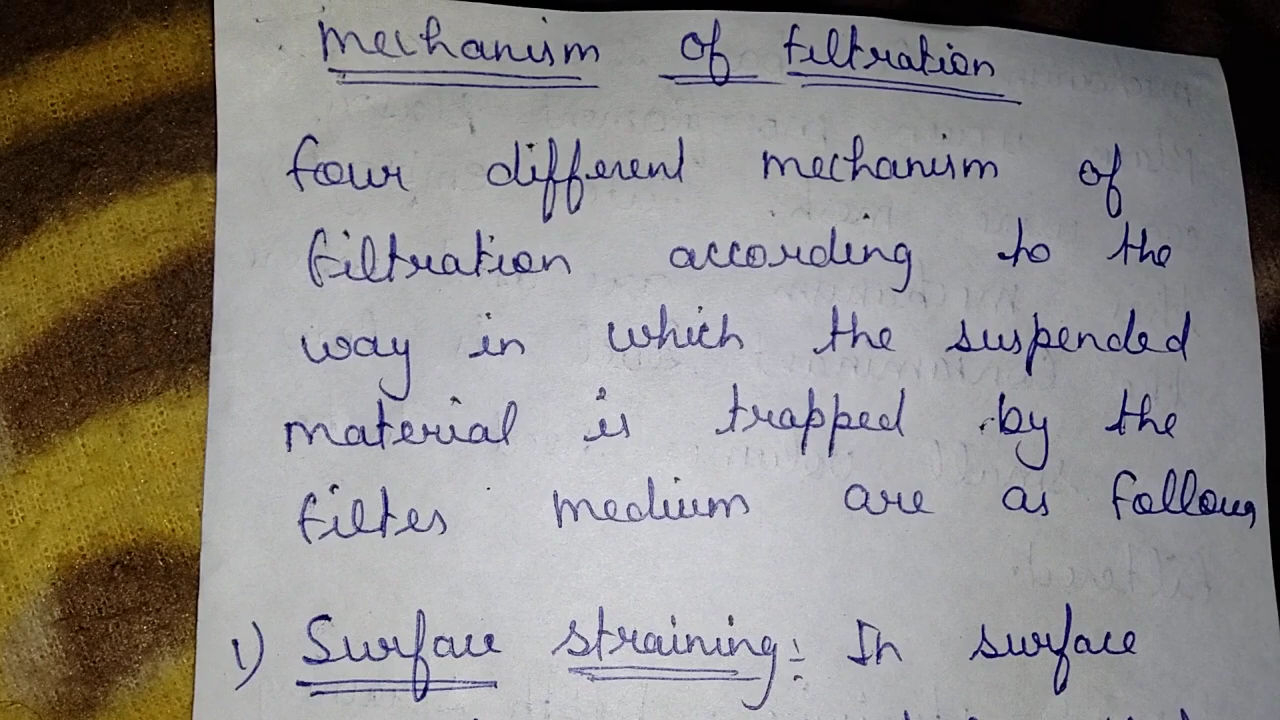 Mechanism of filtration
four different mechanism of
filtration according to the
way in which the suspended
material is trapped by the
filter medium are as follows
1) Surface straining: In surface